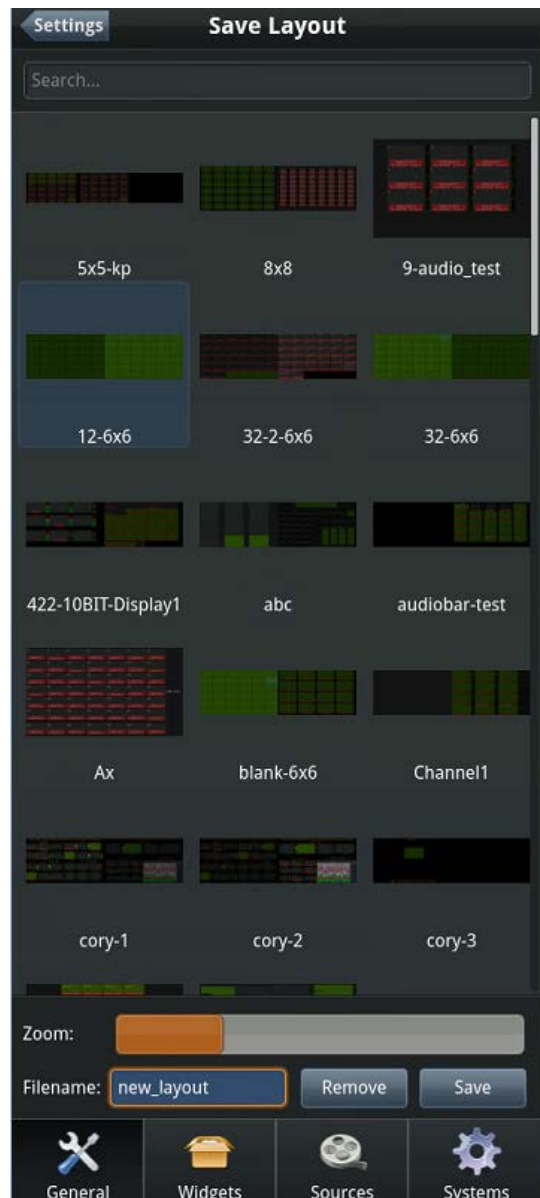 Settings
Save Layout
Search...
5x5-kp
8x8
9-audio_test
12-6x6
32-2-6x6
32-6x6
422-10BIT-Display1
abc
audiobar-test
Ax
blank-6x6
Channel1
cory-1
cory-2
cory-3
Zoom:
Filename: new_layout Remove Save
General Widgets Sources Systems